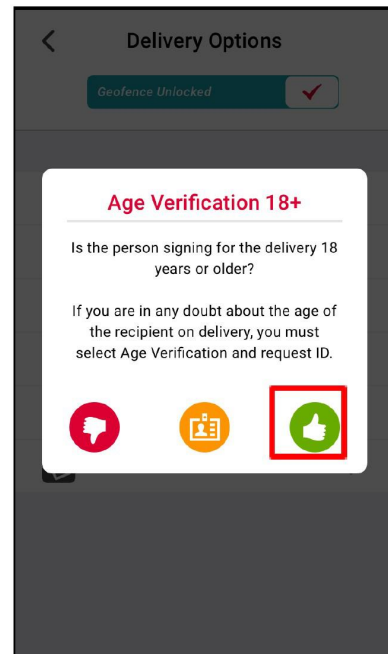 Delivery Options
Geofence Unlocked
Age Verification 18+
Is the person signing for the delivery 18
years or older?
If you are in any doubt about the age of
the recipient on delivery, you must
select Age Verification and request ID.